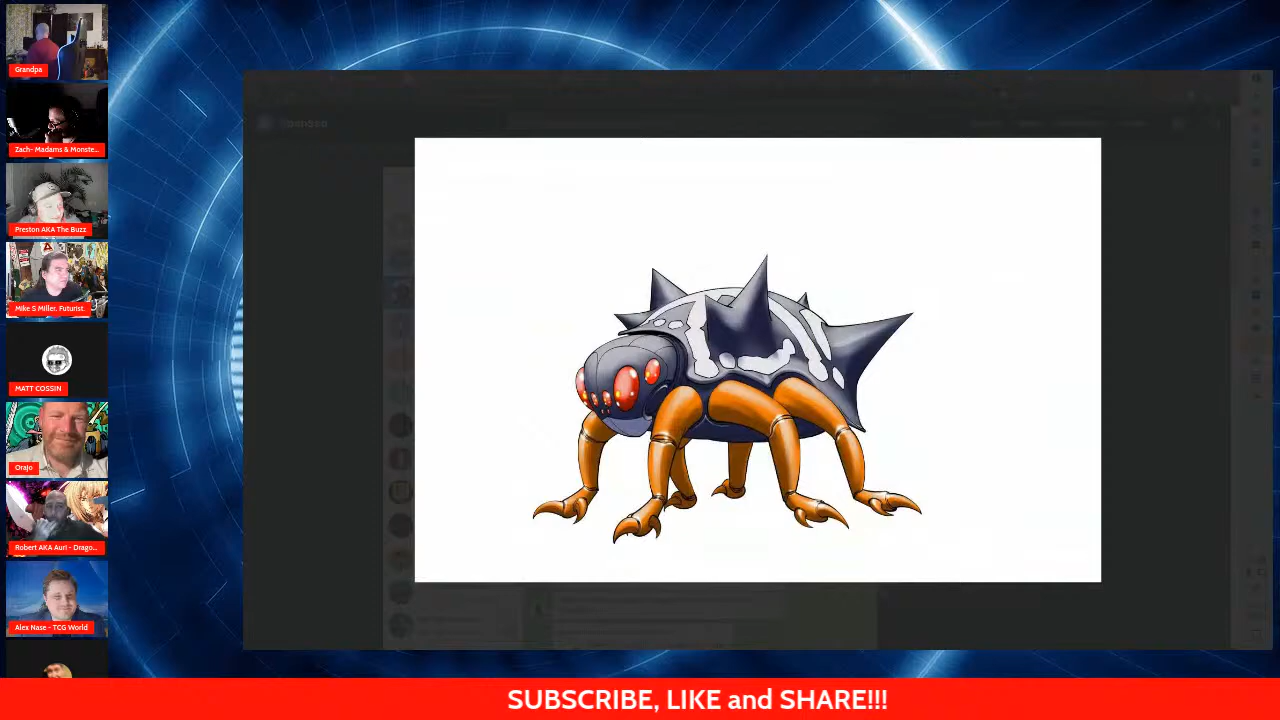 Grandpa
Zach- Madams & Monste...
Preston AKA The Buzz
Mike S Miller. Futurist.
MATT COSSIN
Orajo
Robert AKA Auri - Drago...
Alex Nase - TCG World
SUBSCRIBE, LIKE and SHARE!!!